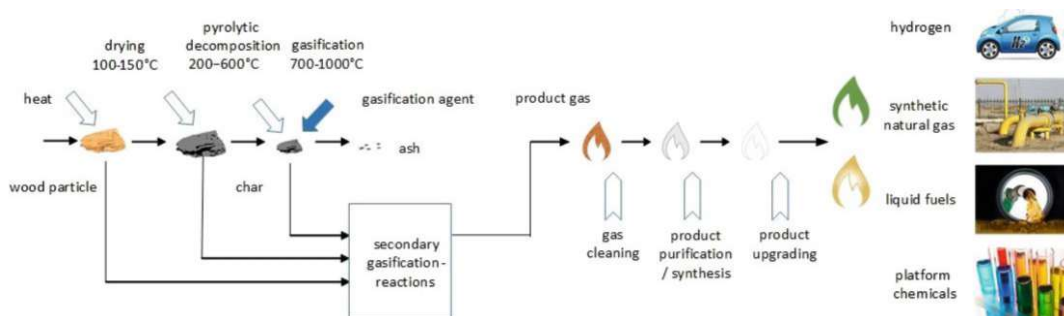 drying
100-150°C
pyrolytic
decomposition
200–600°C
gasification
700-1000°C
heat
gasification agent
ash
wood particle
char
secondary
gasification-
reactions
product gas
gas
cleaning
product
purification
/ synthesis
product
upgrading
hydrogen
H2
synthetic
natural gas
liquid fuels
platform
chemicals